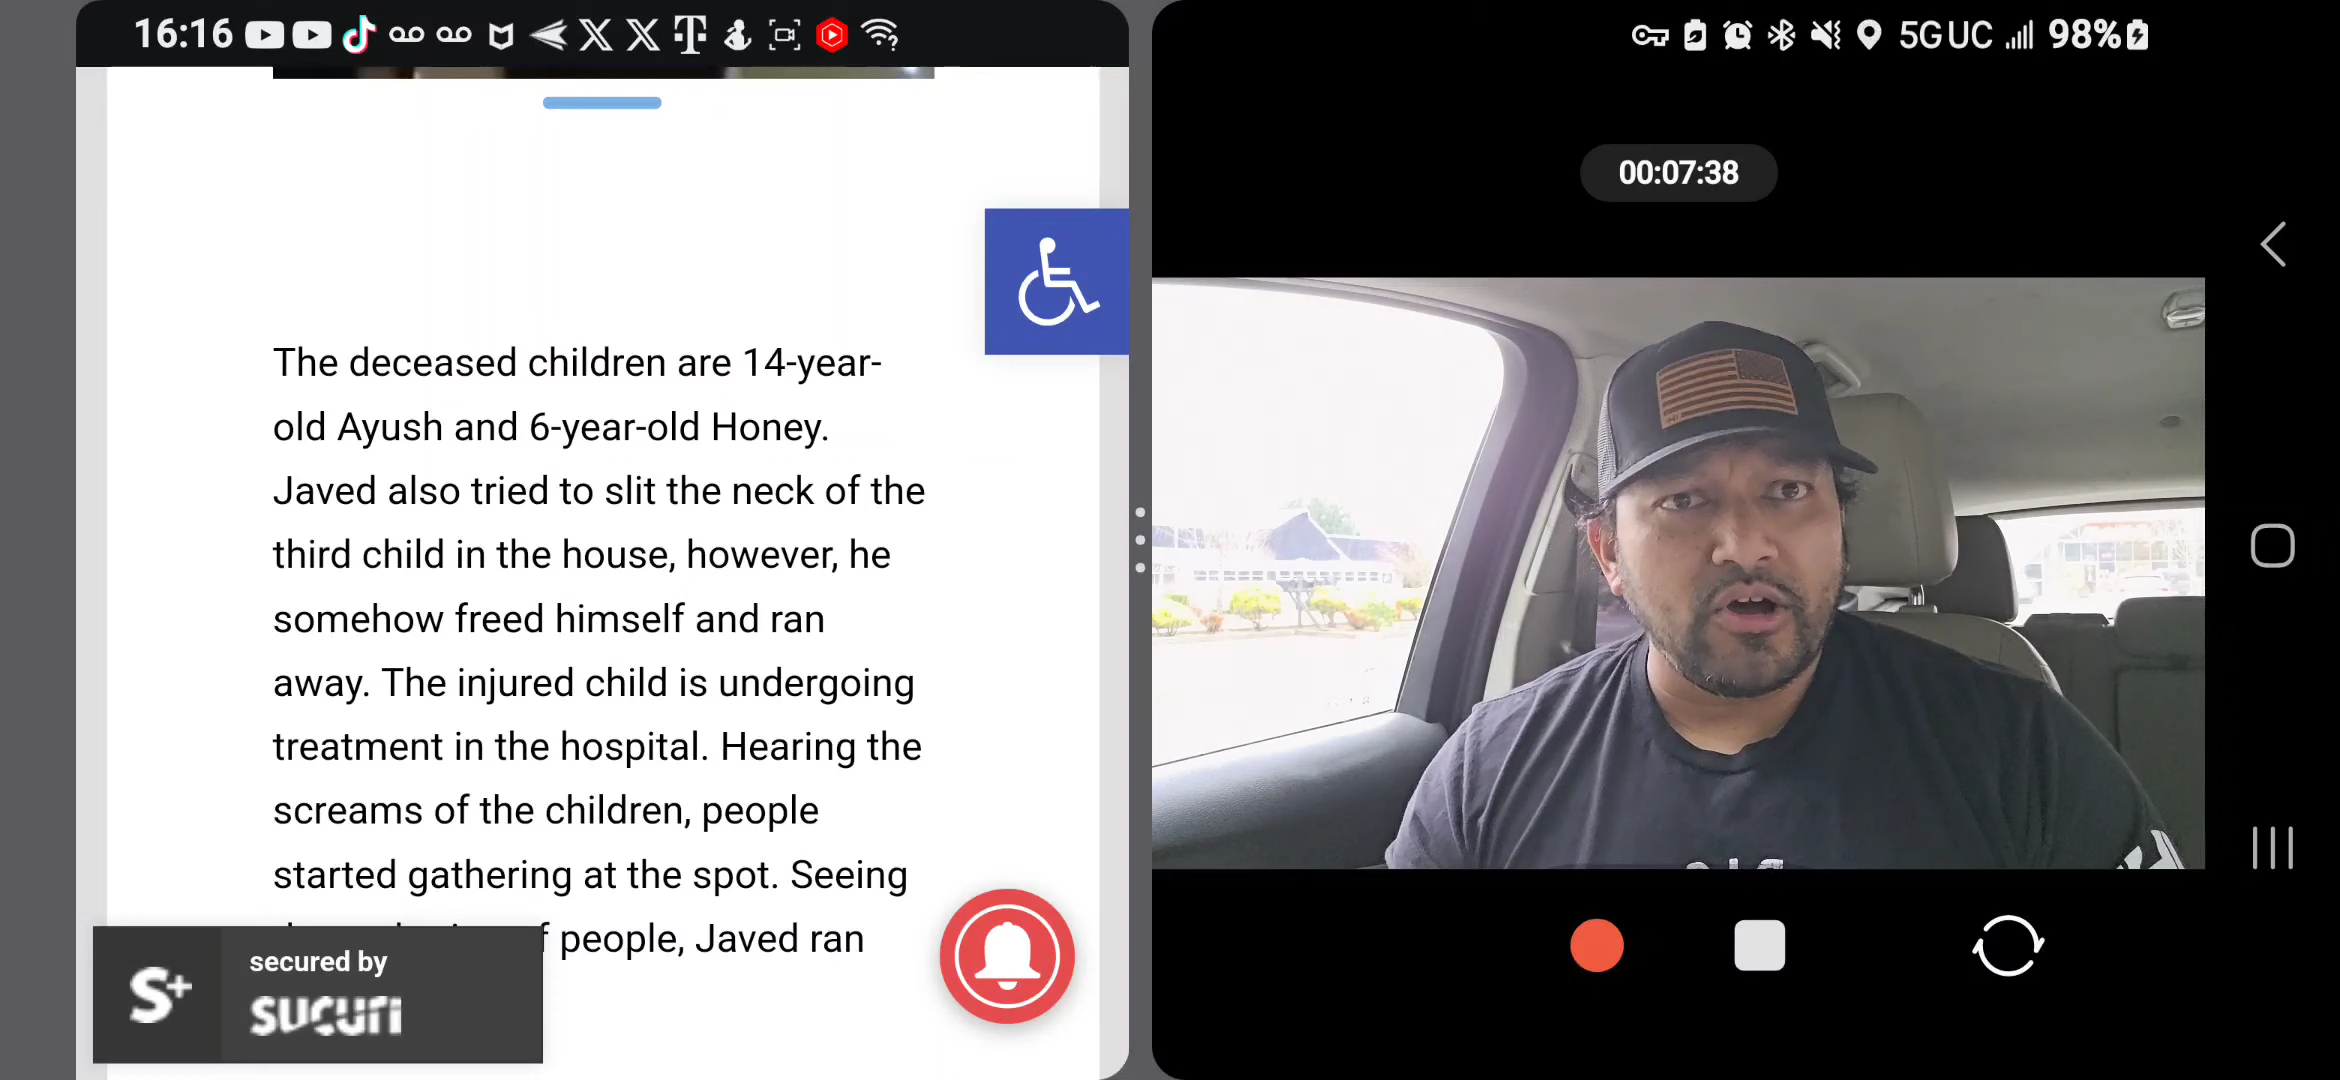 16:16
5G UC 98%
00:07:38
The deceased children are 14-year-
old Ayush and 6-year-old Honey.
Javed also tried to slit the neck of the
third child in the house, however, he
somehow freed himself and ran
away. The injured child is undergoing
treatment in the hospital. Hearing the
screams of the children, people
started gathering at the spot. Seeing
people, Javed ran
S+
secured by
sucuri